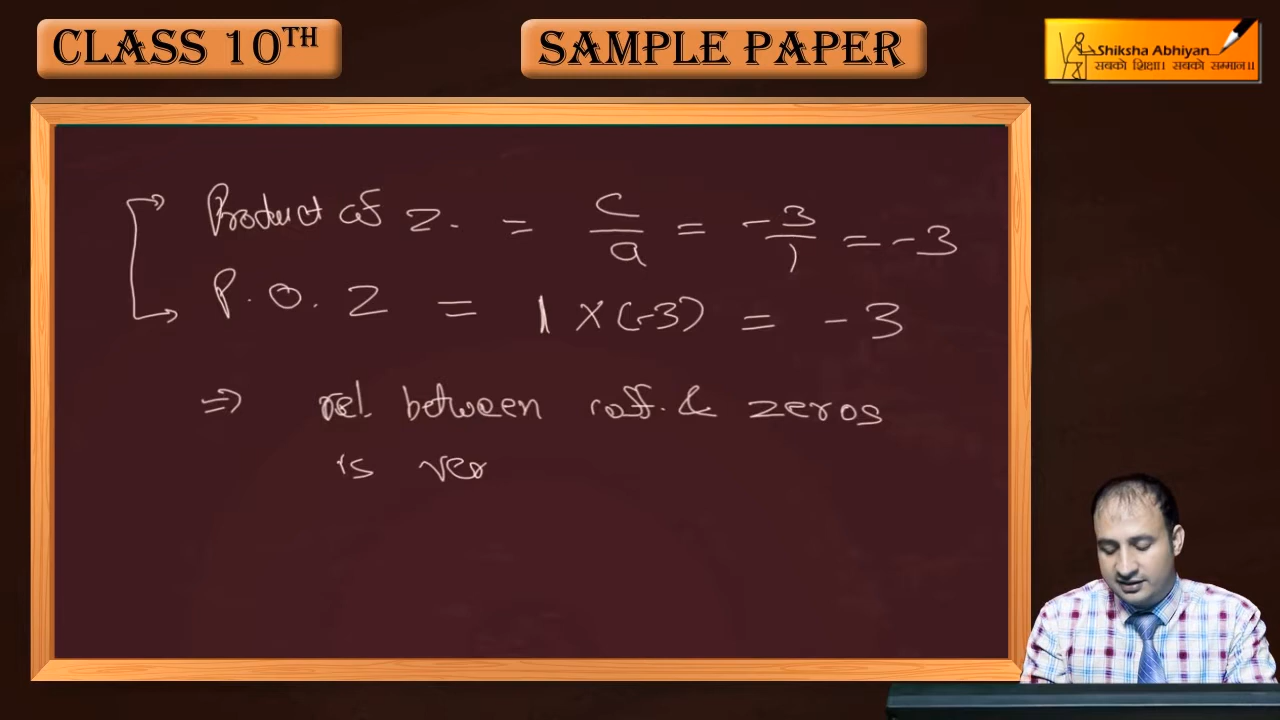 CLASS 10TH
SAMPLE PAPER
Shiksha Abhiyan
सबको शिक्षा। सबको सम्मान॥
Product of Z. = c/a = -3/1 = -3
P.O.Z = 1 × (-3) = -3
⇒ rel. between coff. & zeros
is ver